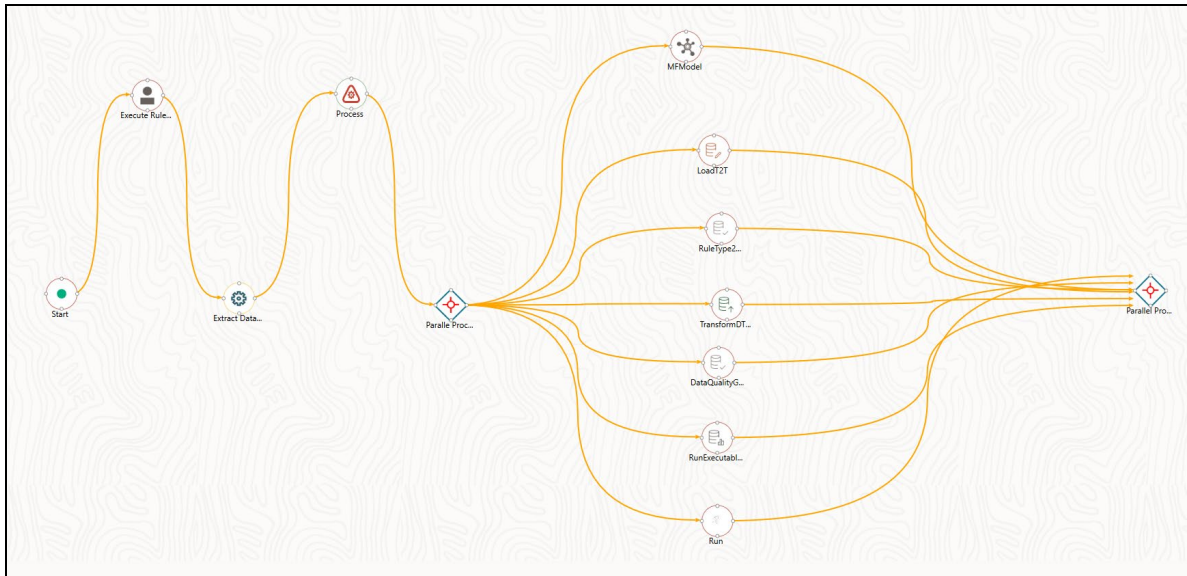 Start
Execute Rule...
Extract Data...
Process
Paralle Proc...
MFModel
LoadT2T
RuleType2...
TransformDT...
DataQualityG...
RunExecutabl...
Run
Parallel Pro...